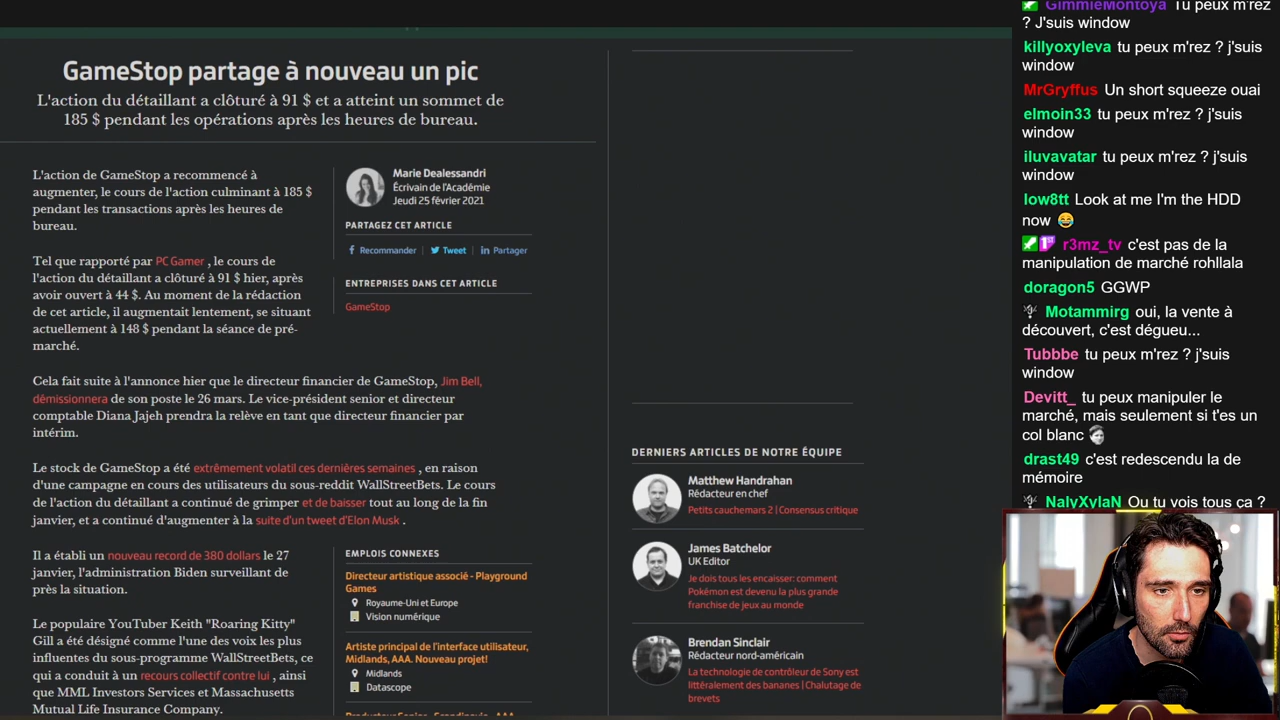 GameStop partage à nouveau un pic
L'action du détaillant a clôturé à 91 $ et a atteint un sommet de
185 $ pendant les opérations après les heures de bureau.
L'action de GameStop a recommencé à
augmenter, le cours de l'action culminant à 185 $
pendant les transactions après les heures de
bureau.
Tel que rapporté par PC Gamer , le cours de
l'action du détaillant a clôturé à 91 $ hier, après
avoir ouvert à 44 $. Au moment de la rédaction
de cet article, il augmentait lentement, se situant
actuellement à 148 $ pendant la séance de pré-
marché.
Marie Dealessandri
Écrivain de l'Académie
Jeudi 25 février 2021
PARTAGEZ CET ARTICLE
Recommander | Tweet | Partager
ENTREPRISES DANS CET ARTICLE
GameStop
Cela fait suite à l'annonce hier que le directeur financier de GameStop, Jim Bell,
démissionnera de son poste le 26 mars. Le vice-président senior et directeur
comptable Diana Jajeh prendra la relève en tant que directeur financier par
intérim.
Le stock de GameStop a été extrêmement volatil ces dernières semaines , en raison
d'une campagne en cours des utilisateurs du sous-reddit WallStreetBets. Le cours
de l'action du détaillant a continué de grimper et de baisser tout au long de la fin
janvier, et a continué d'augmenter à la suite d'un tweet d'Elon Musk .
Il a établi un nouveau record de 380 dollars le 27
janvier, l'administration Biden surveillant de
près la situation.
Le populaire YouTuber Keith "Roaring Kitty"
Gill a été désigné comme l'une des voix les plus
influentes du sous-programme WallStreetBets, ce
qui a conduit à un recours collectif contre lui , ainsi
que MML Investors Services et Massachusetts
Mutual Life Insurance Company.
EMPLOIS CONNEXES
Directeur artistique associé - Playground
Games
Royaume-Uni et Europe
Vision numérique
Artiste principal de l'interface utilisateur,
Midlands, AAA. Nouveau projet!
Midlands
Datascope
DERNIERS ARTICLES DE NOTRE ÉQUIPE
Matthew Handrahan
Rédacteur en chef
Petits cauchemars 2 | Consensus critique
James Batchelor
UK Editor
Je dois tous les encaisser: comment
Pokémon est devenu la plus grande
franchise de jeux au monde
Brendan Sinclair
Rédacteur nord-américain
La technologie de contrôleur de Sony est
littéralement des bananes | Chalutage de
brevets
GimmieMontoya Tu peux m'rez
? J'suis window
killyoxyleva tu peux m'rez ? j'suis
window
MrGryffus Un short squeeze ouai
elmoin33 tu peux m'rez ? j'suis
window
iluvavatar tu peux m'rez ? j'suis
window
low8tt Look at me I'm the HDD
now 😂
r3mz_tv c'est pas de la
manipulation de marché rohllala
doragon5 GGWP
Motammirg oui, la vente à
découvert, c'est dégueu...
Tubbbe tu peux m'rez ? j'suis
window
Devitt_ tu peux manipuler le
marché, mais seulement si t'es un
col blanc
drast49 c'est redescendu la de
mémoire
NalyXylaN Ou tu vois tous ça ?